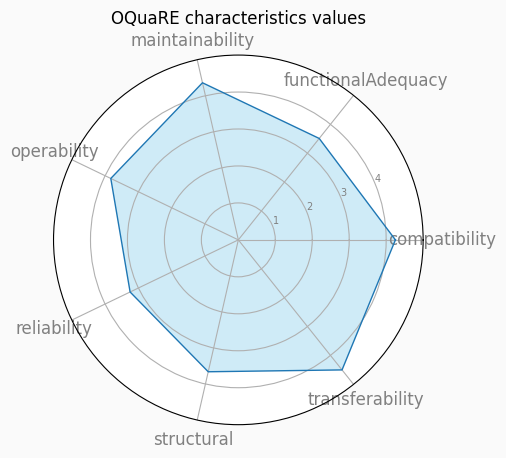 OQuaRE characteristics values
maintainability
functionalAdequacy
operability
4
3
2
1
compatibility
reliability
transferability
structural